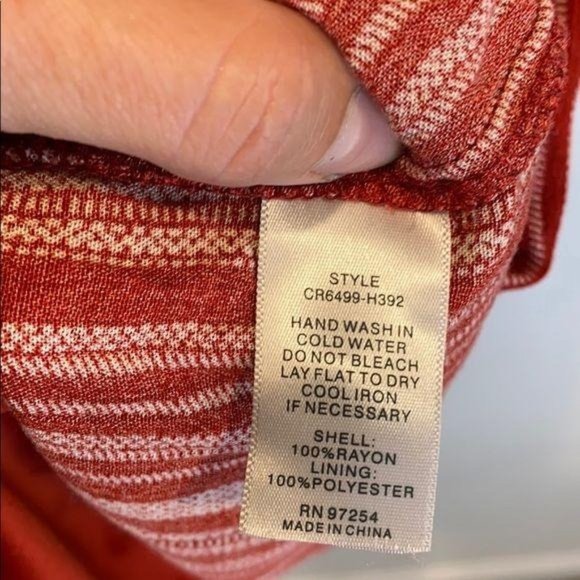 STYLE
CR6499-H392
HAND WASH IN
COLD WATER
DO NOT BLEACH
LAY FLAT TO DRY
COOL IRON
IF NECESSARY
SHELL:
100%RAYON
LINING:
100%POLYESTER
RN 97254
MADE IN CHINA